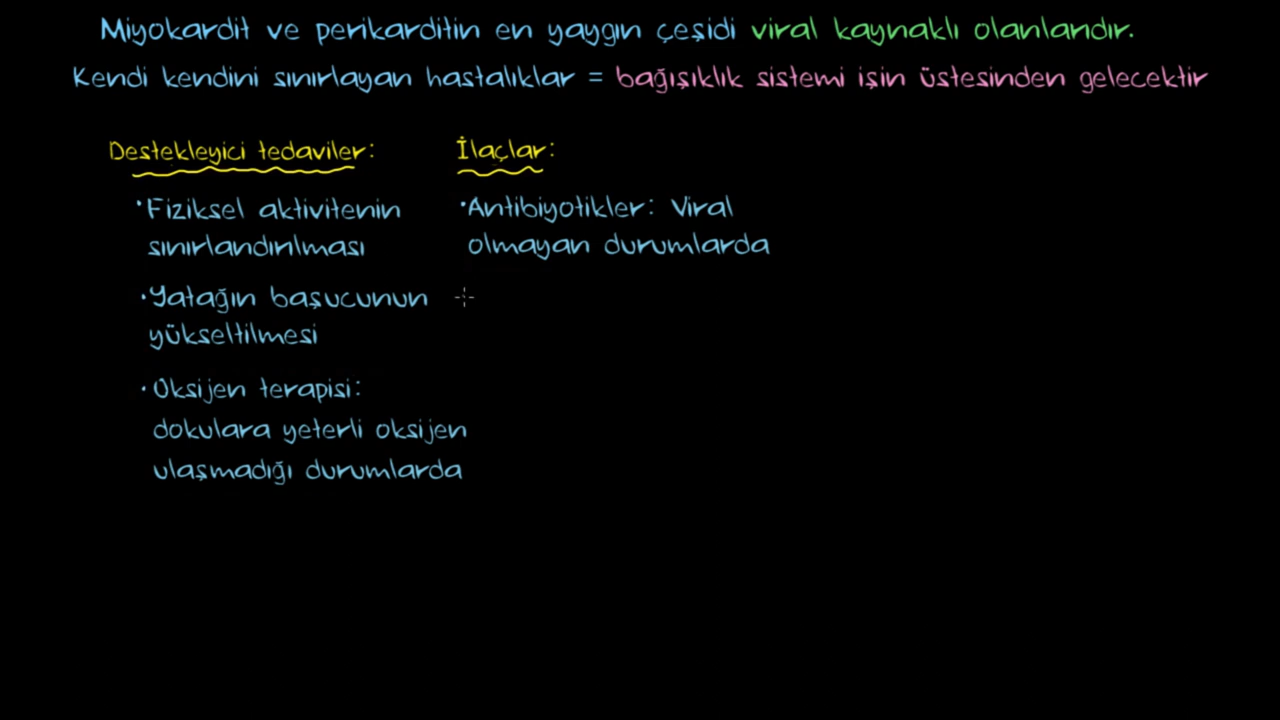 Miyokardit ve perikarditin en yaygın çeşidi viral kaynaklı olanlarıdır.
Kendi kendini sınırlayan hastalıklar = bağışıklık sistemi işin üstesinden gelecektir
Destekleyici tedaviler:
• Fiziksel aktivitenin
sınırlandırılması
• Yatağın başucunun
yükseltilmesi
• Oksijen terapisi:
dokulara yeterli oksijen
ulaşmadığı durumlarda
İlaçlar:
• Antibiyotikler: Viral
olmayan durumlarda